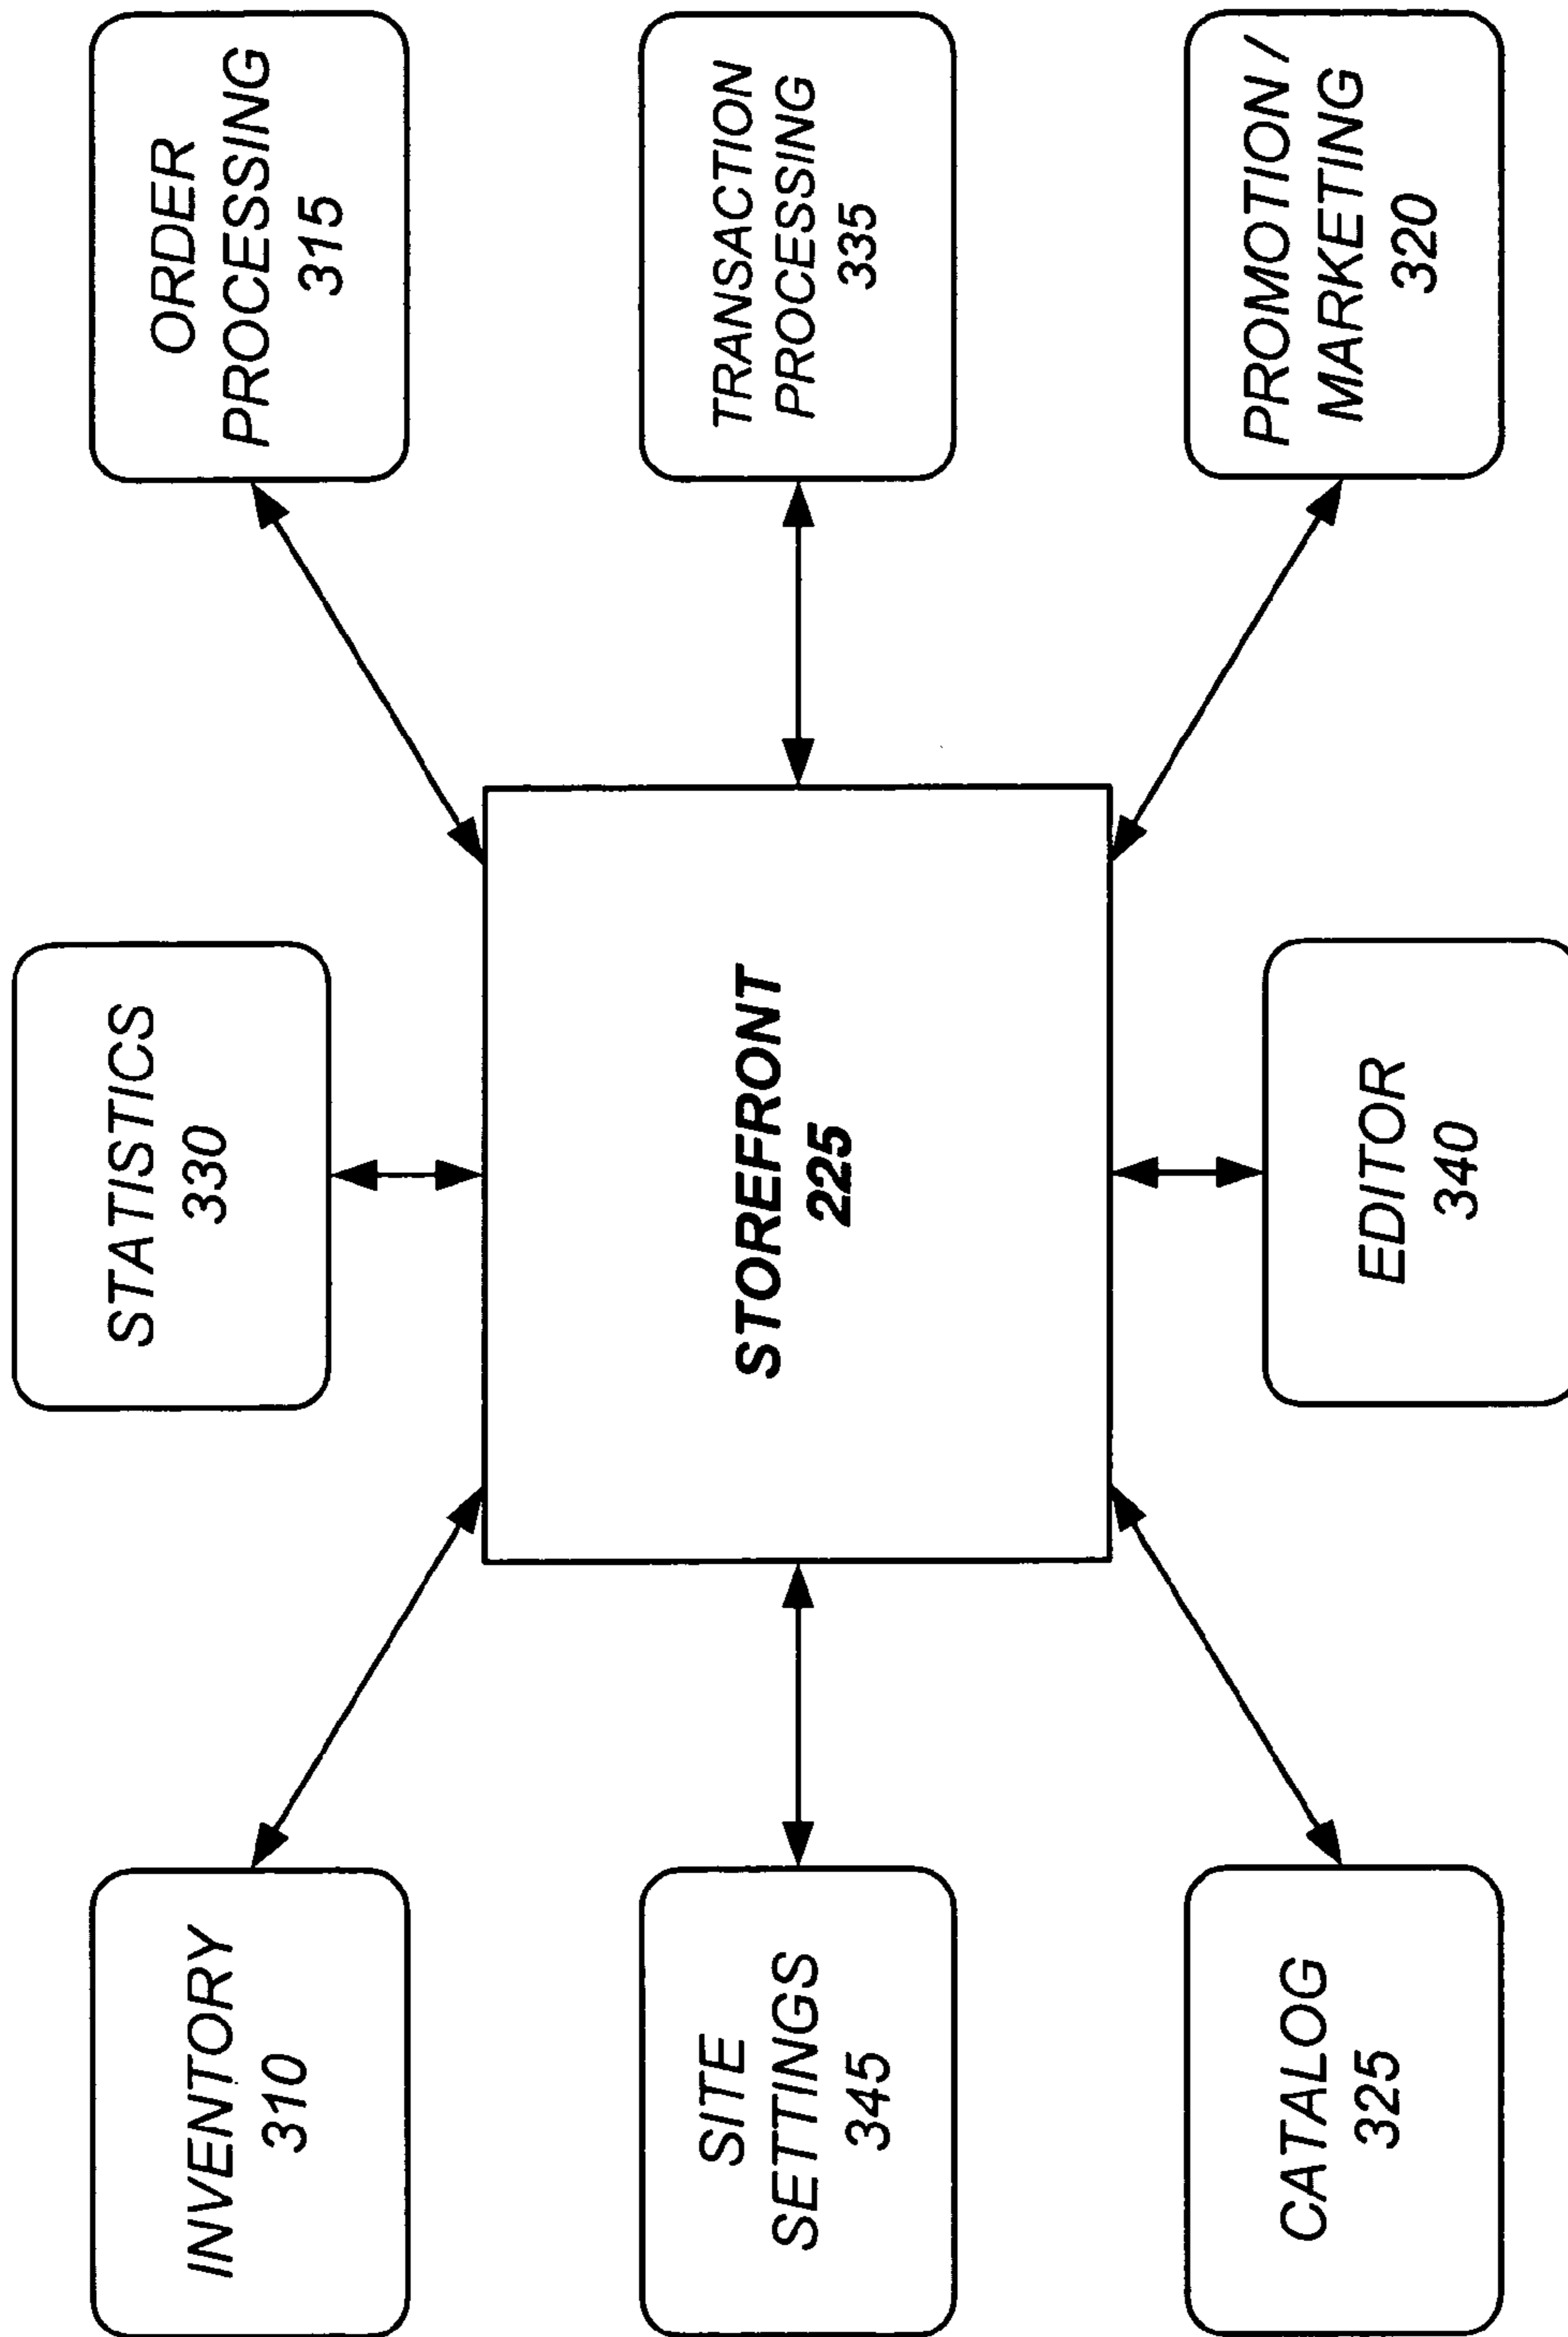 INVENTORY
310
STATISTICS
330
ORDER
PROCESSING
315
SITE
SETTINGS
345
STOREFRONT
225
TRANSACTION
PROCESSING
335
CATALOG
325
EDITOR
340
PROMOTION /
MARKETING
320